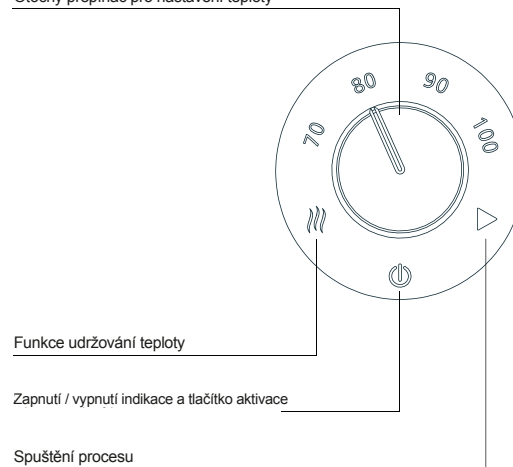 Otočný přepínač pro nastavení teploty
70 80 90 100
Funkce udržování teploty
Zapnutí / vypnutí indikace a tlačítko aktivace
Spuštění procesu